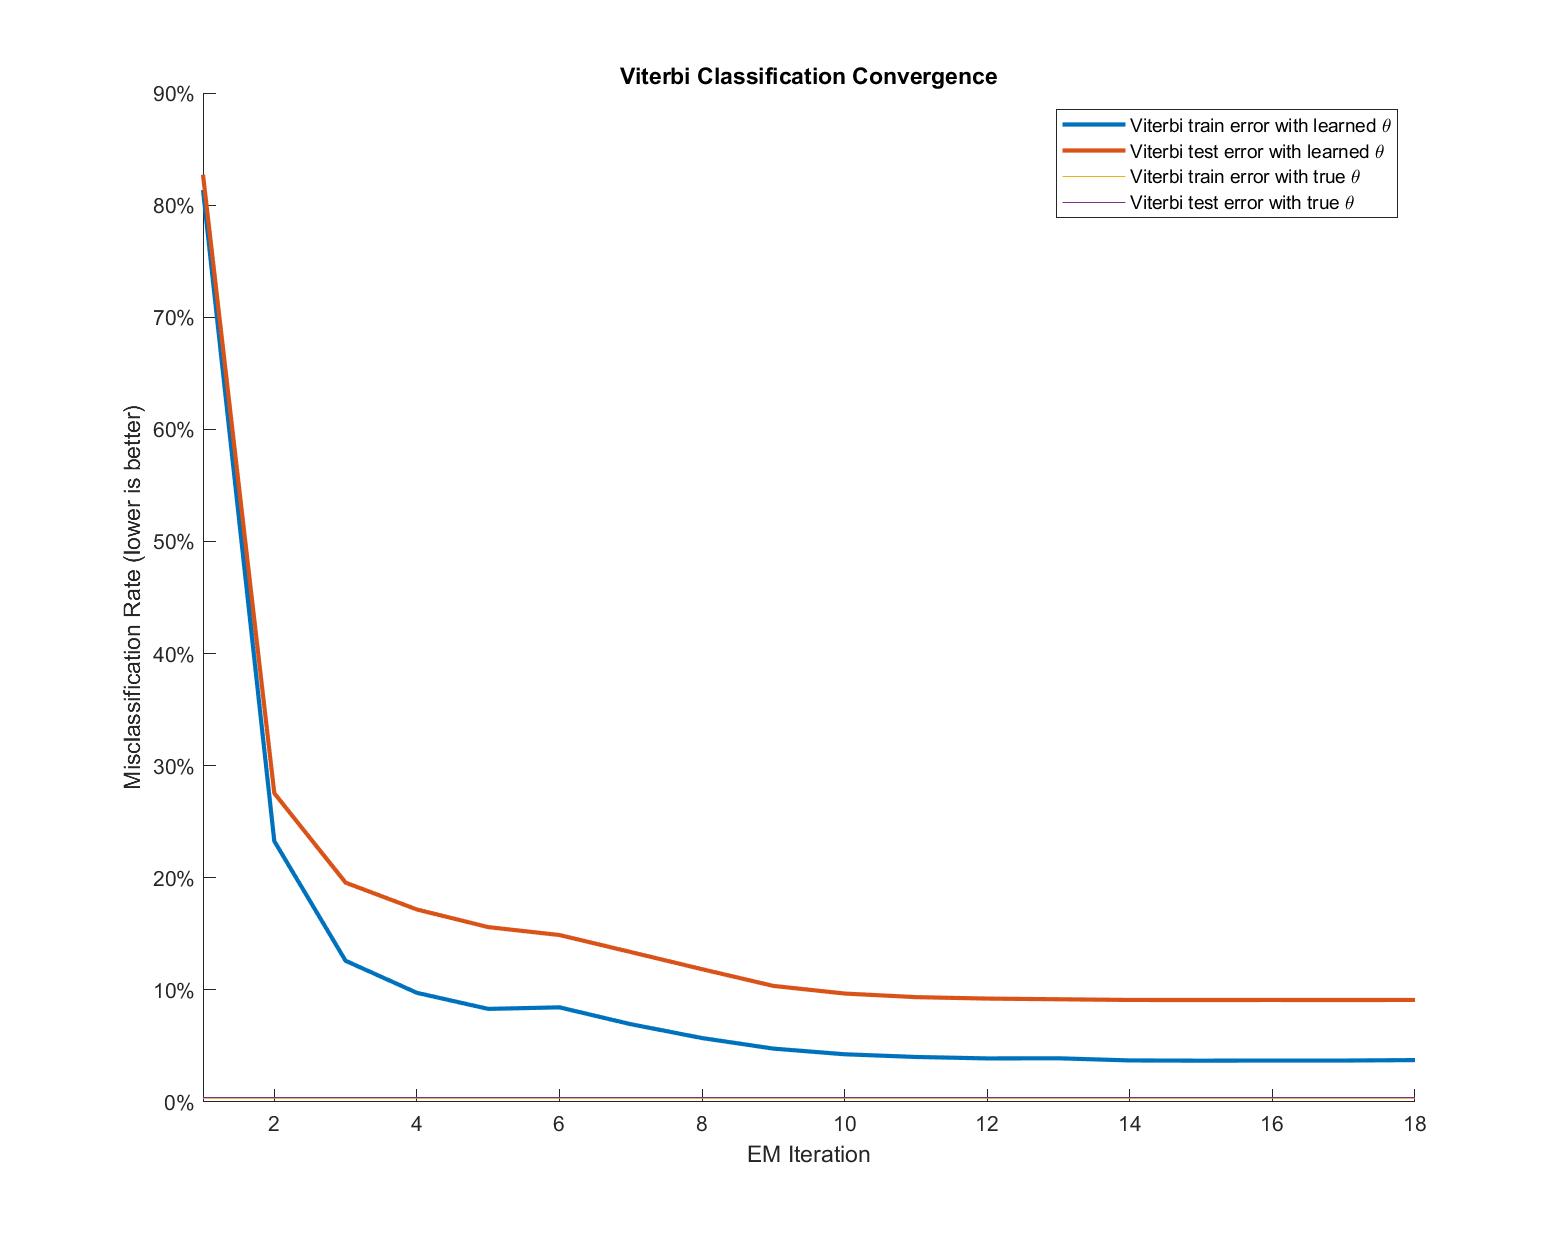 Viterbi Classification Convergence
90%
80%
70%
60%
50%
40%
30%
20%
10%
0%
Misclassification Rate (lower is better)
Viterbi train error with learned θ
Viterbi test error with learned θ
Viterbi train error with true θ
Viterbi test error with true θ
2 4 6 8 10 12 14 16 18
EM Iteration